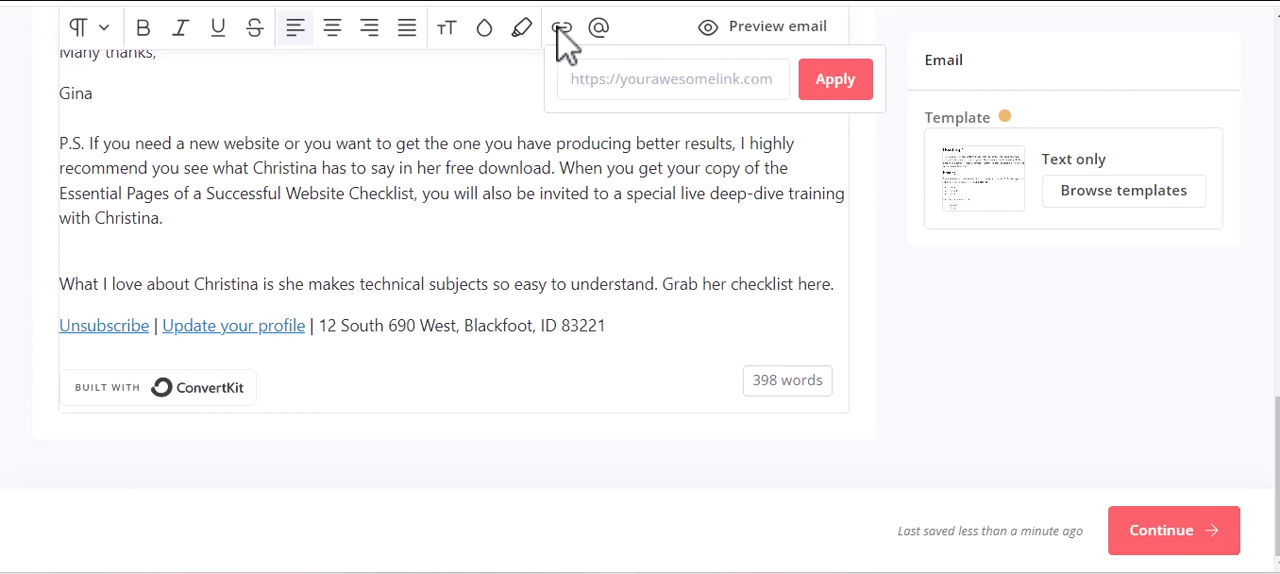 Preview email
Many thanks,
https://yourawesomelink.com
Apply
Gina
P.S. If you need a new website or you want to get the one you have producing better results, I highly
recommend you see what Christina has to say in her free download. When you get your copy of the
Essential Pages of a Successful Website Checklist, you will also be invited to a special live deep-dive training
with Christina.
What I love about Christina is she makes technical subjects so easy to understand. Grab her checklist here.
Unsubscribe | Update your profile | 12 South 690 West, Blackfoot, ID 83221
BUILT WITH ConvertKit
398 words
Email
Template
Text only
Browse templates
Last saved less than a minute ago
Continue